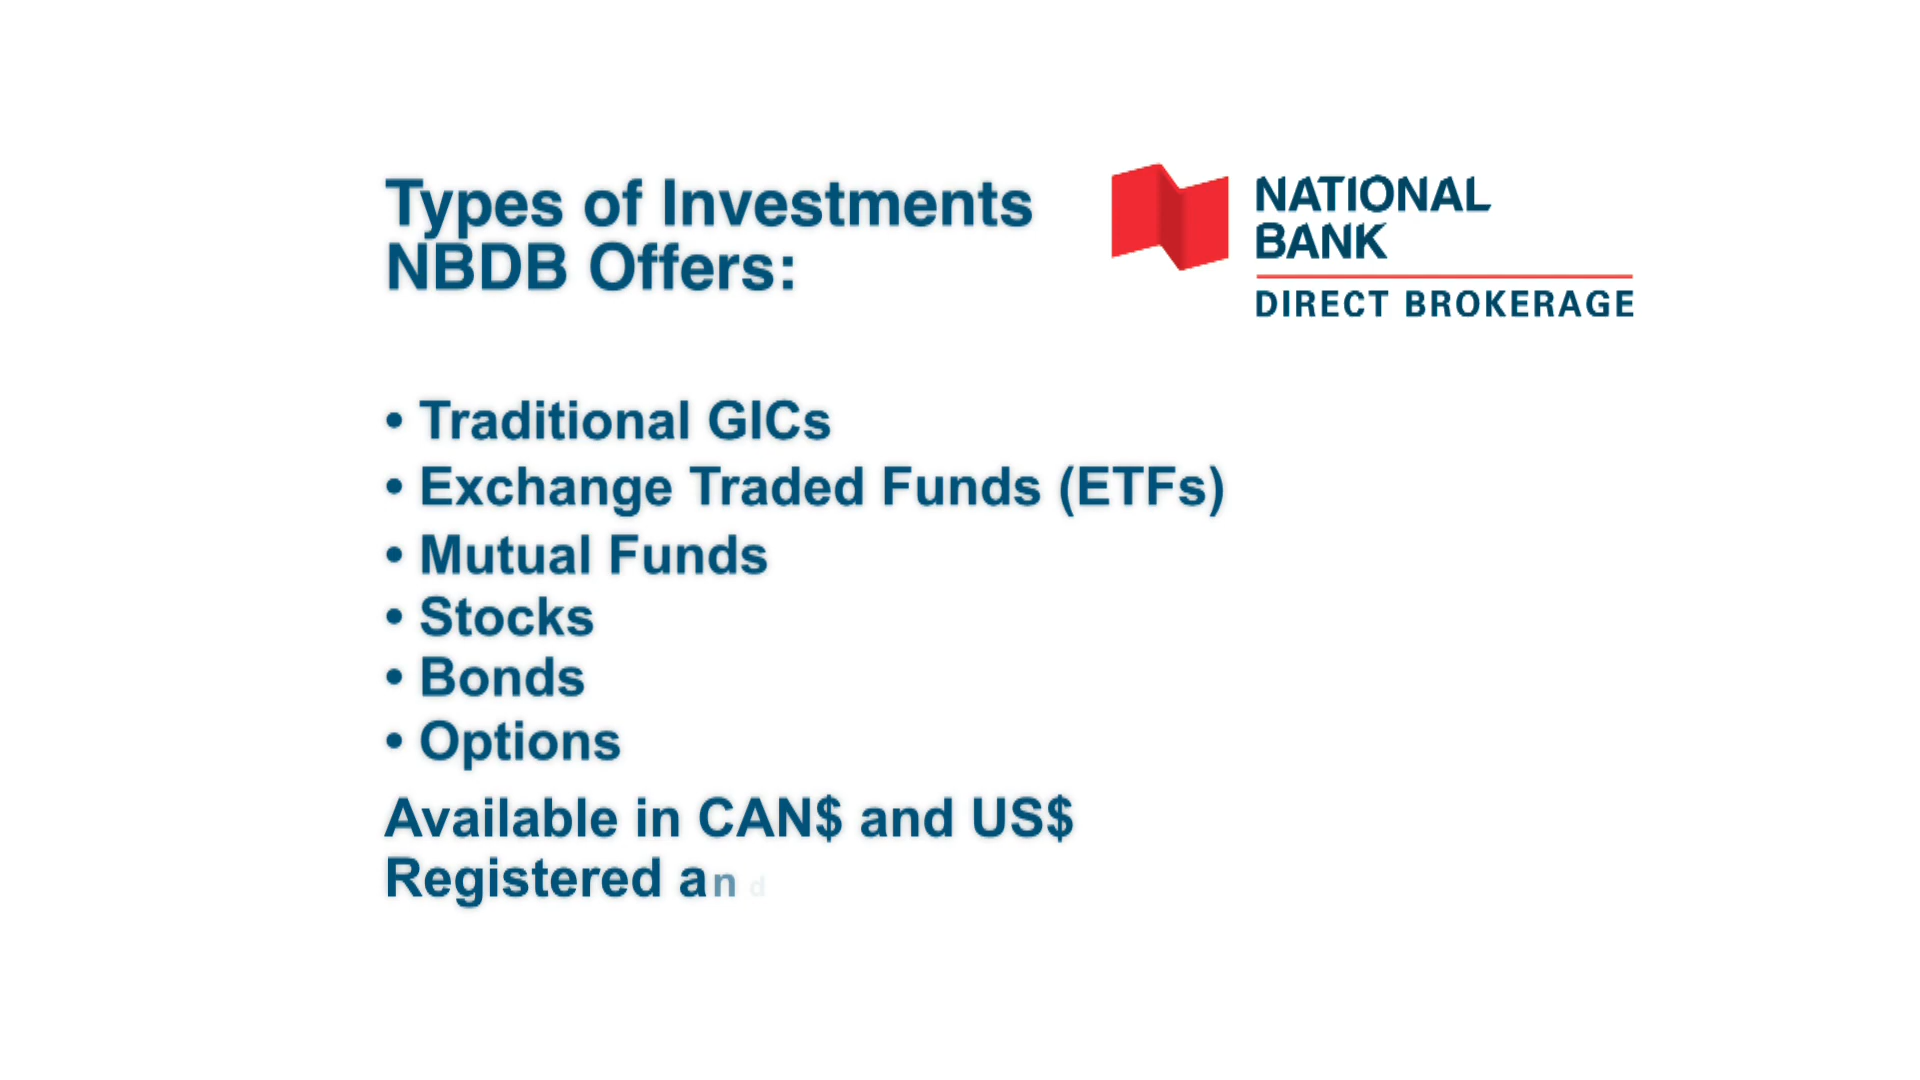 Types of Investments
NBDB Offers:
NATIONAL
BANK
DIRECT BROKERAGE
• Traditional GICs
• Exchange Traded Funds (ETFs)
• Mutual Funds
• Stocks
• Bonds
• Options
Available in CAN$ and US$
Registered and